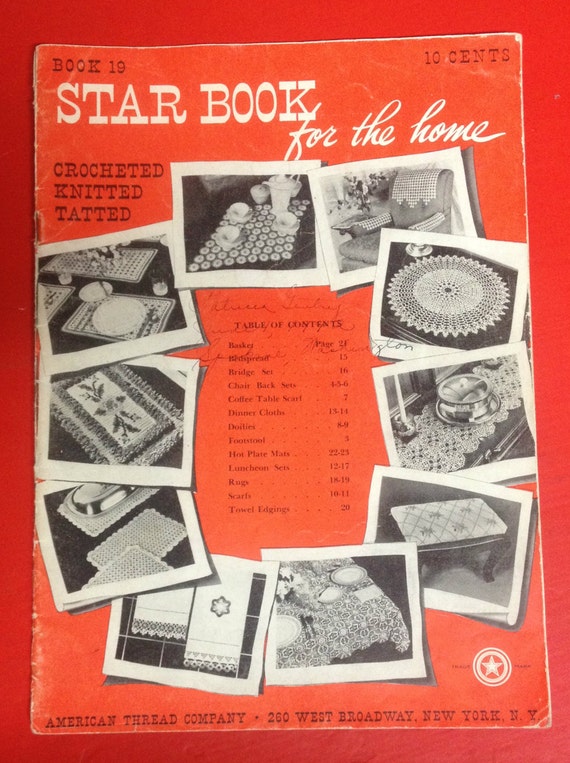 BOOK 19
10 CENTS
STAR BOOK
for the home
CROCHETED
KNITTED
TATTED
TABLE OF CONTENTS
Basket Page 21
Bedspread . . . . 15
Bridge Set . . . . 16
Chair Back Sets . . . . 4-5-6
Coffee Table Scarf . . . . 7
Dinner Cloths . . . . 13-14
Doilies . . . . 8-9
Footstool . . . . 3
Hot Plate Mats . . . . 22-23
Luncheon Sets . . . . 12-17
Rugs . . . . 18-19
Scarfs . . . . 10-11
Towel Edgings . . . . 20
TRADE MARK
AMERICAN THREAD COMPANY • 260 WEST BROADWAY, NEW YORK, N. Y.